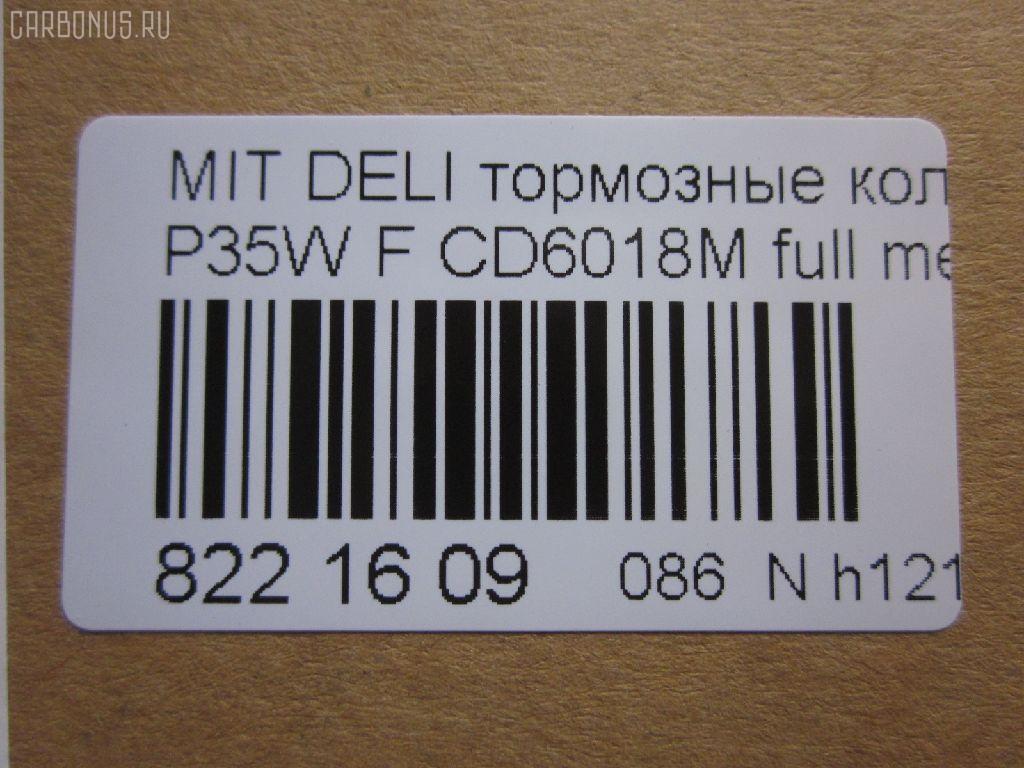 CARBONUS.RU
MIT DELI тормозные кол
P35W F CD6018M full me
822 16 09 086 N h121